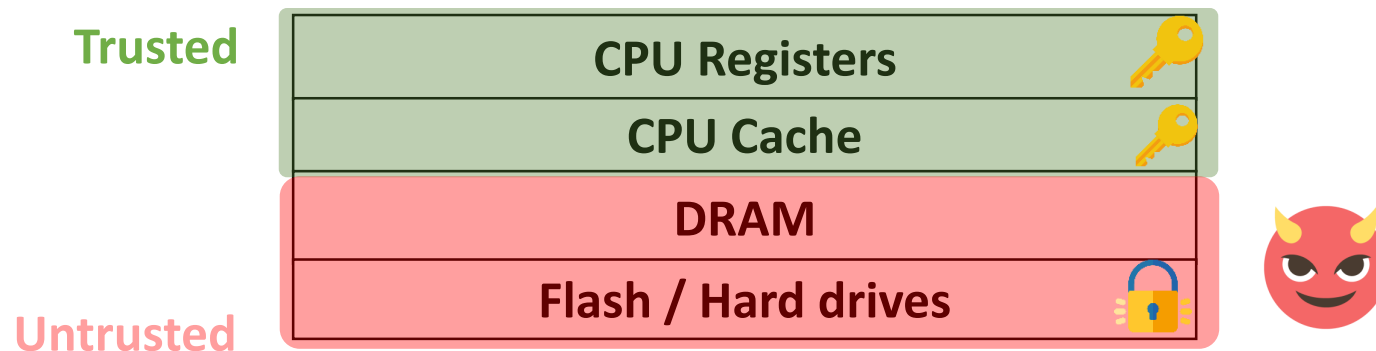 Trusted
CPU Registers
CPU Cache
DRAM
Flash / Hard drives
Untrusted